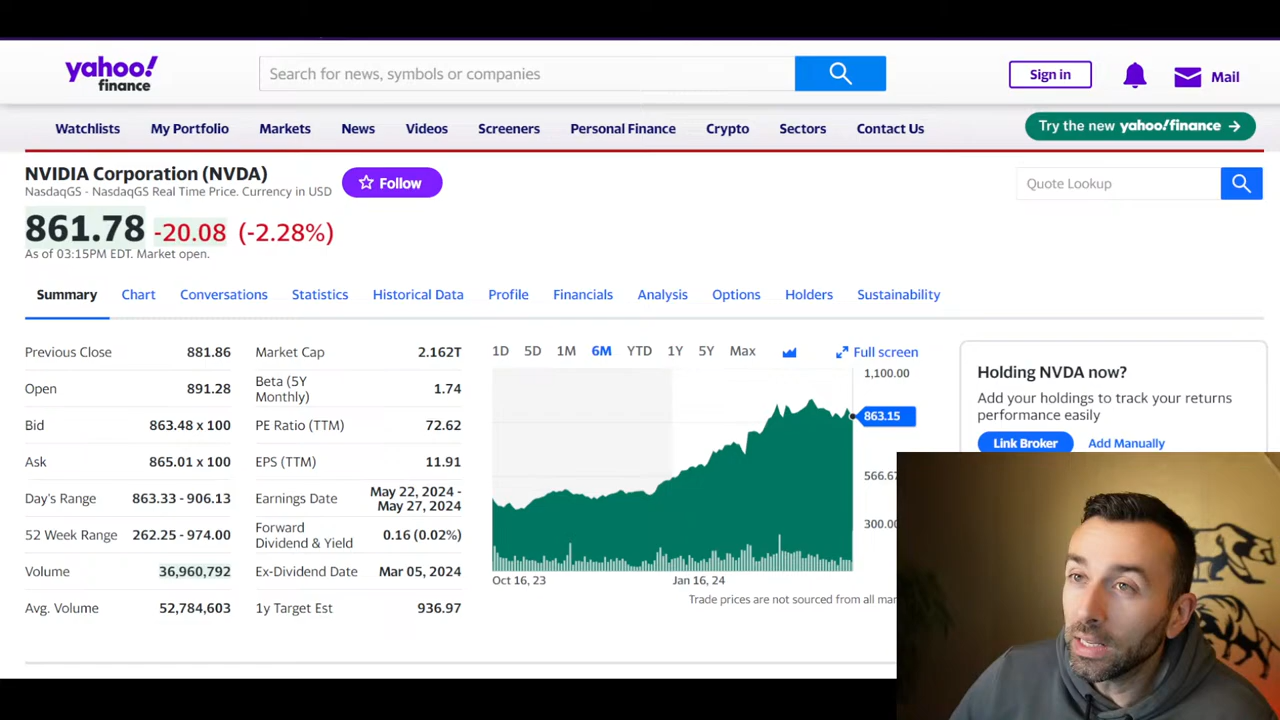 yahoo!
finance
Search for news, symbols or companies
Sign in
Mail
Watchlists
My Portfolio
Markets
News
Videos
Screeners
Personal Finance
Crypto
Sectors
Contact Us
Try the new yahoo!finance →
NVIDIA Corporation (NVDA)
NasdaqGS - NasdaqGS Real Time Price. Currency in USD
Follow
Quote Lookup
861.78 -20.08 (-2.28%)
As of 03:15PM EDT. Market open.
Summary
Chart
Conversations
Statistics
Historical Data
Profile
Financials
Analysis
Options
Holders
Sustainability
Previous Close 881.86
Open 891.28
Bid 863.48 x 100
Ask 865.01 x 100
Day's Range 863.33 - 906.13
52 Week Range 262.25 - 974.00
Volume 36,960,792
Avg. Volume 52,784,603
Market Cap 2.162T
Beta (5Y
Monthly) 1.74
PE Ratio (TTM) 72.62
EPS (TTM) 11.91
Earnings Date May 22, 2024 -
May 27, 2024
Forward
Dividend & Yield 0.16 (0.02%)
Ex-Dividend Date Mar 05, 2024
1y Target Est 936.97
1D 5D 1M 6M YTD 1Y 5Y Max
Full screen
1,100.00
863.15
566.67
300.00
Oct 16, 23
Jan 16, 24
Trade prices are not sourced from all mar
Holding NVDA now?
Add your holdings to track your returns
performance easily
Link Broker
Add Manually